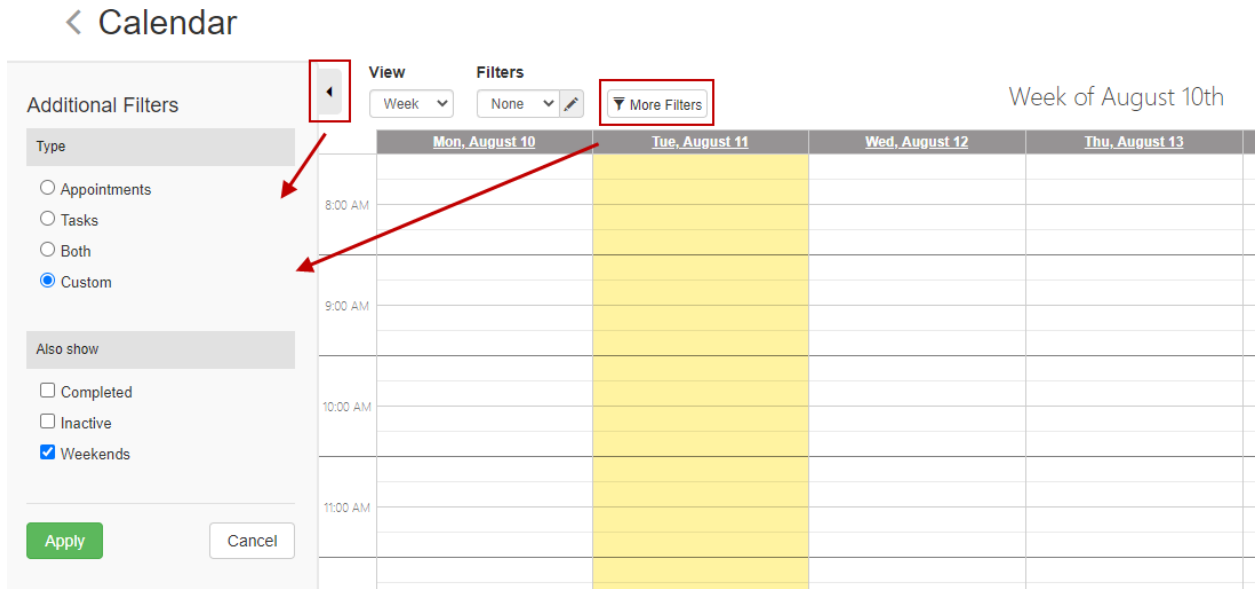 Calendar
Additional Filters
Type
Appointments
Tasks
Both
Custom
Also show
Completed
Inactive
Weekends
Apply Cancel
View Filters
Week None More Filters
Week of August 10th
Mon, August 10 Tue, August 11 Wed, August 12 Thu, August 13
8:00 AM
9:00 AM
10:00 AM
11:00 AM